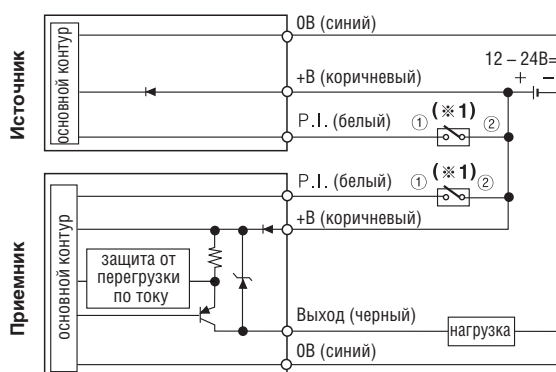 Источник
основной контур
0В (синий)
12 – 24В=
+ −
+В (коричневый)
(※1)
P.I. (белый) ① ②
Приемник
основной контур
(※1)
P.I. (белый) ① ②
+В (коричневый)
защита от
перегрузки
по току
Выход (черный)
нагрузка
0В (синий)